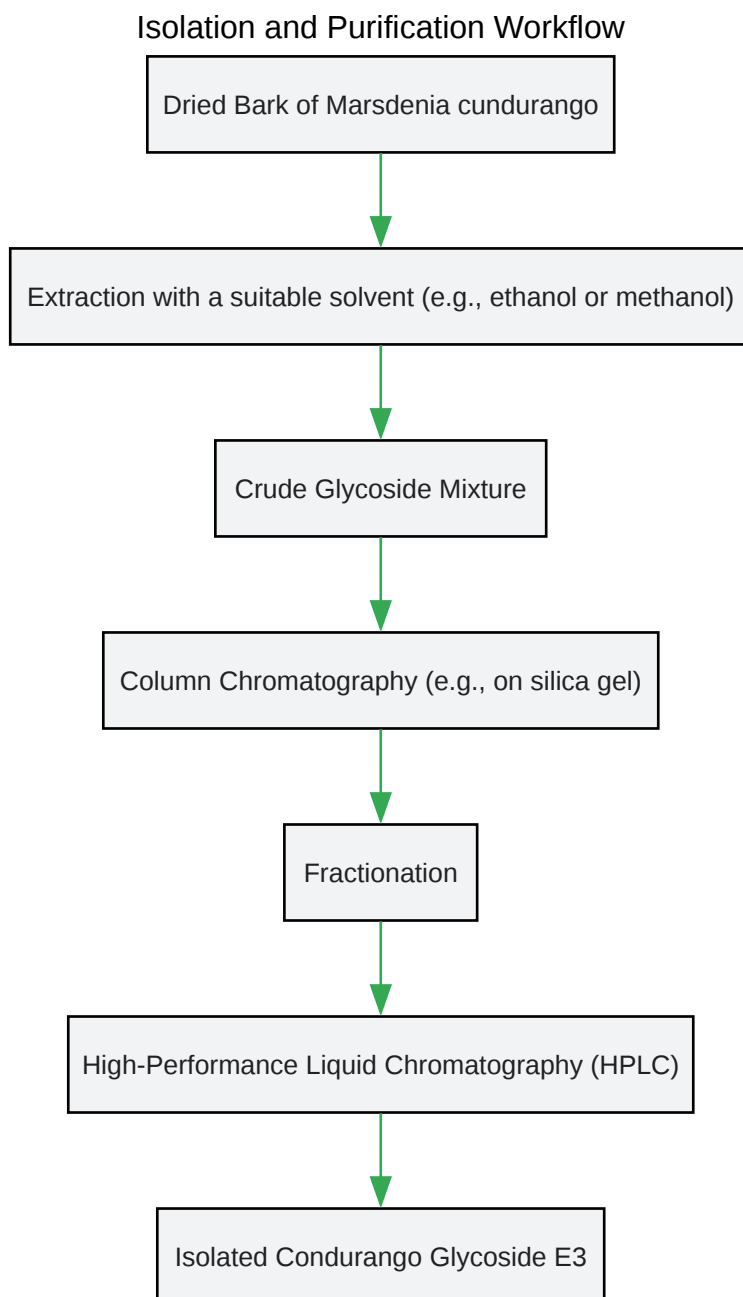 Isolation and Purification Workflow
Dried Bark of Marsdenia cundurango
Extraction with a suitable solvent (e.g., ethanol or methanol)
Crude Glycoside Mixture
Column Chromatography (e.g., on silica gel)
Fractionation
High-Performance Liquid Chromatography (HPLC)
Isolated Condurango Glycoside E3